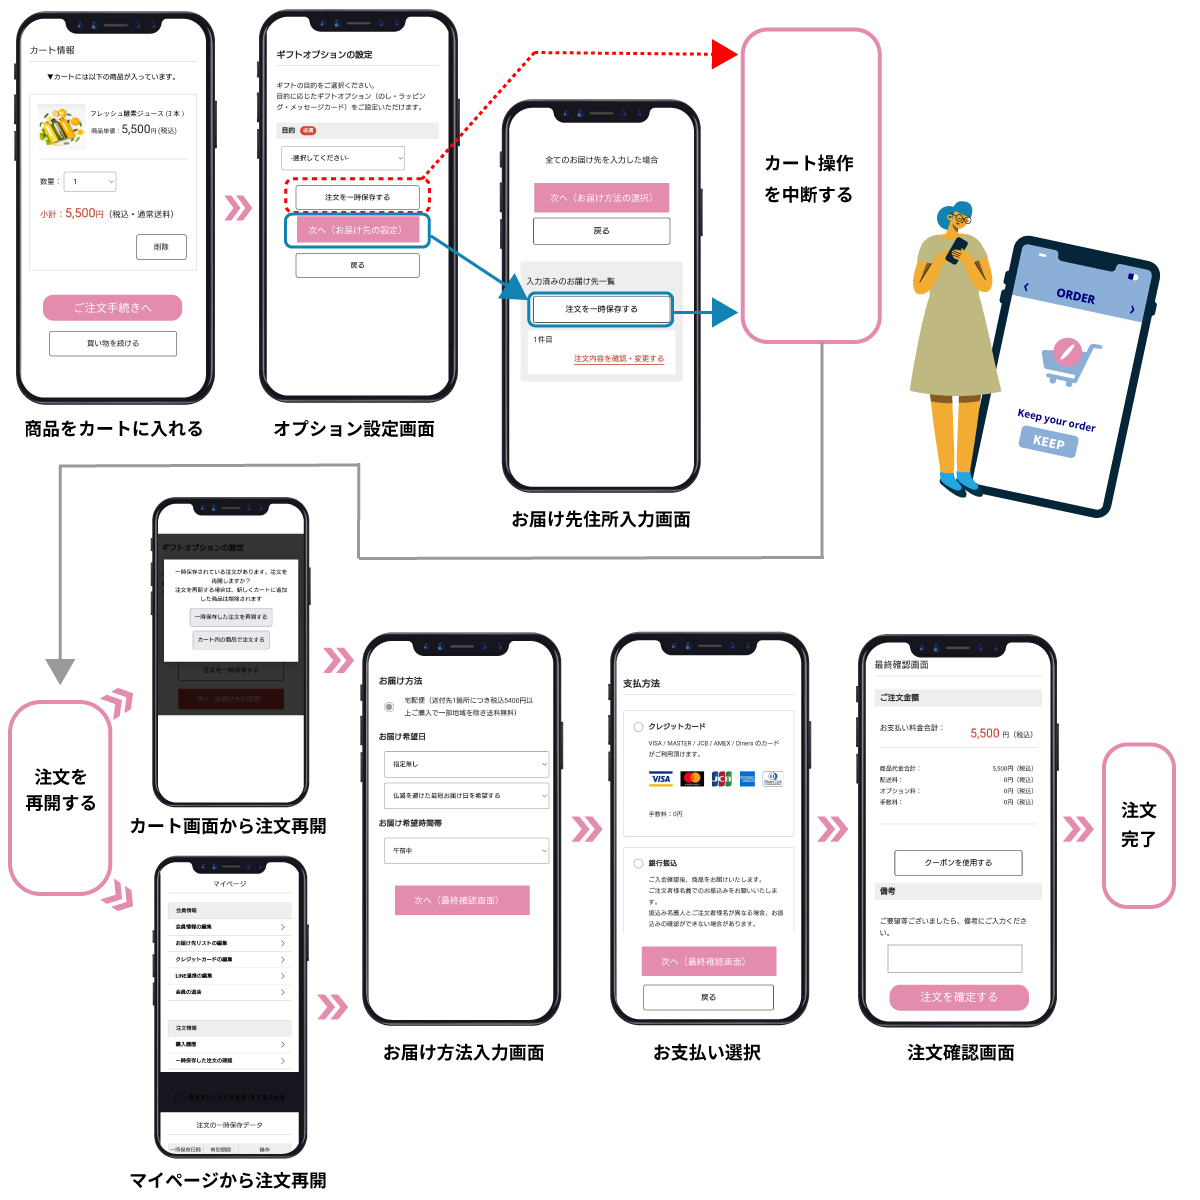 カート情報
▼カートには以下の商品が入っています。
フレッシュ酵素ジュース (3 本 )
商品単価：5,500円 (税込)
数量： 1
小計：5,500円（税込・通常送料）
削除
ご注文手続きへ
買い物を続ける
商品をカートに入れる
ギフトオプションの設定
ギフトの目的をご選択ください。
目的に応じたギフトオプション（のし・ラッピン
グ・メッセージカード）をご設定いただけます。
目的 必須
-選択してください-
注文を一時保存する
次へ（お届け先の設定）
戻る
オプション設定画面
全てのお届け先を入力した場合
次へ（お届け方法の選択）
戻る
入力済みのお届け先一覧
注文を一時保存する
1件目
注文内容を確認・変更する
お届け先住所入力画面
カート操作
を中断する
ORDER
Keep your order
KEEP
注文を
再開する
ギフトオプションの設定
一時保存されている注文があります。注文を
再開しますか？
注文を再開する場合は、新しくカートに追加
した商品は削除されます
一時保存した注文を再開する
カート内の商品で注文する
注文を一時保存する
次へ（お届け先の設定）
カート画面から注文再開
マイページ
会員情報
会員情報の編集
お届け先リストの編集
クレジットカードの編集
LINE連携の編集
会員の退会
注文情報
購入履歴
一時保存した注文の確認
注文の一時保存データ
一時保存日時 有効期限 操作
マイページから注文再開
お届け方法
宅配便（送付先1箇所につき税込5400円以
上ご購入で一部地域を除き送料無料）
お届け希望日
指定無し
仏滅を避けた最短お届け日を希望する
お届け希望時間帯
午前中
次へ（最終確認画面）
お届け方法入力画面
支払方法
クレジットカード
VISA / MASTER / JCB / AMEX / Diners のカード
がご利用頂けます。
VISA
JCB
手数料：0円
銀行振込
ご入金確認後、商品をお届けいたします。
ご注文者様名義でのお振込みをお願いいたしま
す。
振込み名義人とご注文者様名が異なる場合、お振
込みの確認ができない場合があります。
次へ（最終確認画面）
戻る
お支払い選択
最終確認画面
ご注文金額
お支払い料金合計： 5,500 円（税込）
商品代金合計： 5,500円（税込）
配送料： 0円（税込）
オプション料： 0円（税込）
手数料： 0円（税込）
クーポンを使用する
備考
ご要望等ございましたら、備考にご入力くださ
い。
注文を確定する
注文確認画面
注文
完了